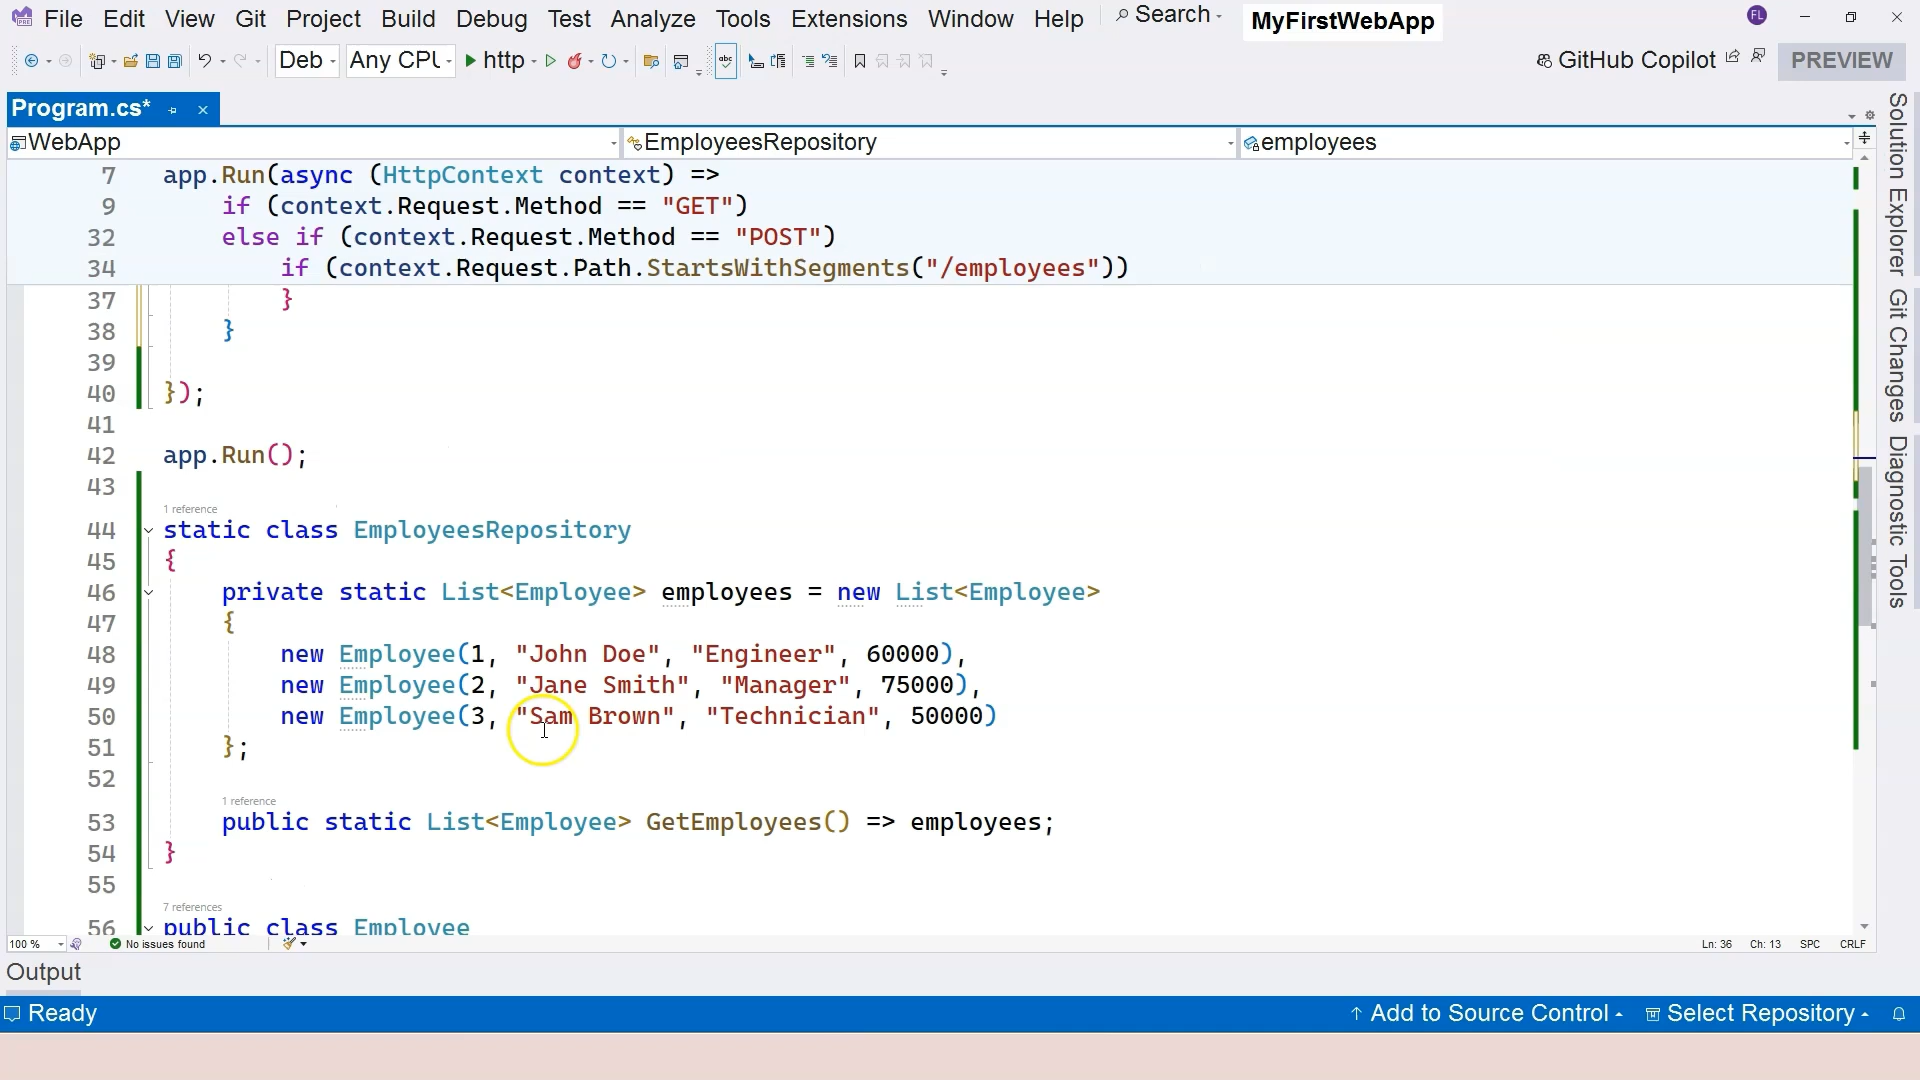 File Edit View Git Project Build Debug Test Analyze Tools Extensions Window Help Search MyFirstWebApp FL
Deb Any CPU http GitHub Copilot PREVIEW
Program.cs*
WebApp EmployeesRepository employees
7 app.Run(async (HttpContext context) =>
9 if (context.Request.Method == "GET")
32 else if (context.Request.Method == "POST")
34 if (context.Request.Path.StartsWithSegments("/employees"))
37 }
38 }
39
40 });
41
42 app.Run();
43
1 reference
44 static class EmployeesRepository
45 {
46 private static List<Employee> employees = new List<Employee>
47 {
48 new Employee(1, "John Doe", "Engineer", 60000),
49 new Employee(2, "Jane Smith", "Manager", 75000),
50 new Employee(3, "Sam Brown", "Technician", 50000)
51 };
52
1 reference
53 public static List<Employee> GetEmployees() => employees;
54 }
55
7 references
56 public class Employee
100 % No issues found Ln: 36 Ch: 13 SPC CRLF
Output
Ready Add to Source Control Select Repository
Solution Explorer
Git Changes
Diagnostic Tools